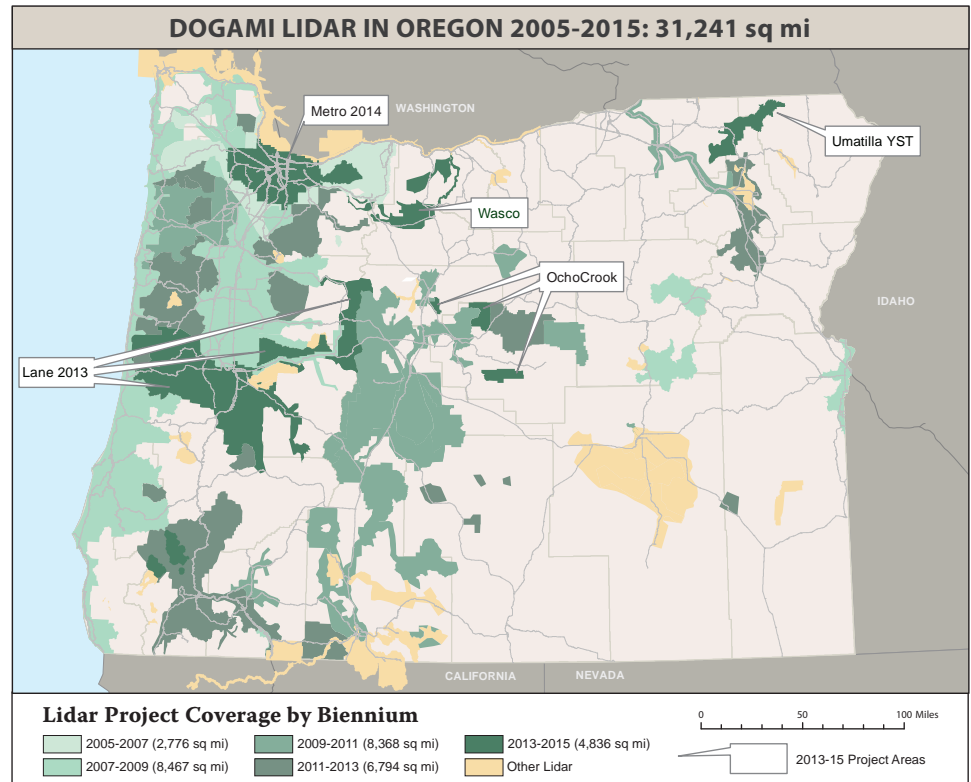 DOGAMI LIDAR IN OREGON 2005-2015: 31,241 sq mi
WASHINGTON
Metro 2014
Umatilla YST
Wasco
OchoCrook
IDAHO
Lane 2013
CALIFORNIA
NEVADA
Lidar Project Coverage by Biennium
2005-2007 (2,776 sq mi)
2007-2009 (8,467 sq mi)
2009-2011 (8,368 sq mi)
2011-2013 (6,794 sq mi)
2013-2015 (4,836 sq mi)
Other Lidar
0 50 100 Miles
2013-15 Project Areas